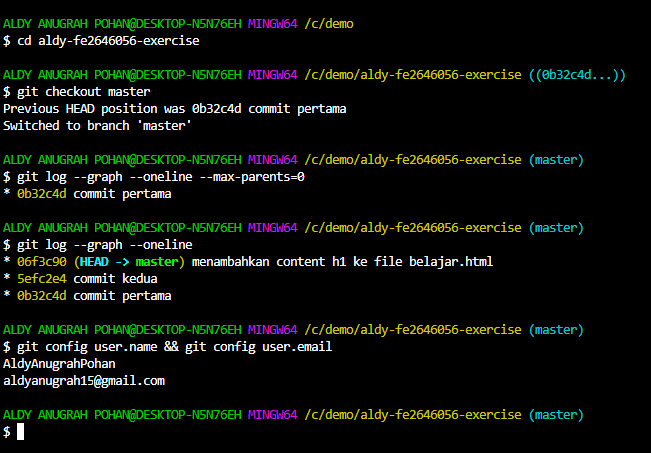 ALDY ANUGRAH POHAN@DESKTOP-N5N76EH MINGW64 /c/demo
$ cd aldy-fe2646056-exercise
ALDY ANUGRAH POHAN@DESKTOP-N5N76EH MINGW64 /c/demo/aldy-fe2646056-exercise ((0b32c4d...))
$ git checkout master
Previous HEAD position was 0b32c4d commit pertama
Switched to branch 'master'
ALDY ANUGRAH POHAN@DESKTOP-N5N76EH MINGW64 /c/demo/aldy-fe2646056-exercise (master)
$ git log --graph --oneline --max-parents=0
* 0b32c4d commit pertama
ALDY ANUGRAH POHAN@DESKTOP-N5N76EH MINGW64 /c/demo/aldy-fe2646056-exercise (master)
$ git log --graph --oneline
* 06f3c90 (HEAD -> master) menambahkan content h1 ke file belajar.html
* 5efc2e4 commit kedua
* 0b32c4d commit pertama
ALDY ANUGRAH POHAN@DESKTOP-N5N76EH MINGW64 /c/demo/aldy-fe2646056-exercise (master)
$ git config user.name && git config user.email
AldyAnugrahPohan
aldyanugrah15@gmail.com
ALDY ANUGRAH POHAN@DESKTOP-N5N76EH MINGW64 /c/demo/aldy-fe2646056-exercise (master)
$